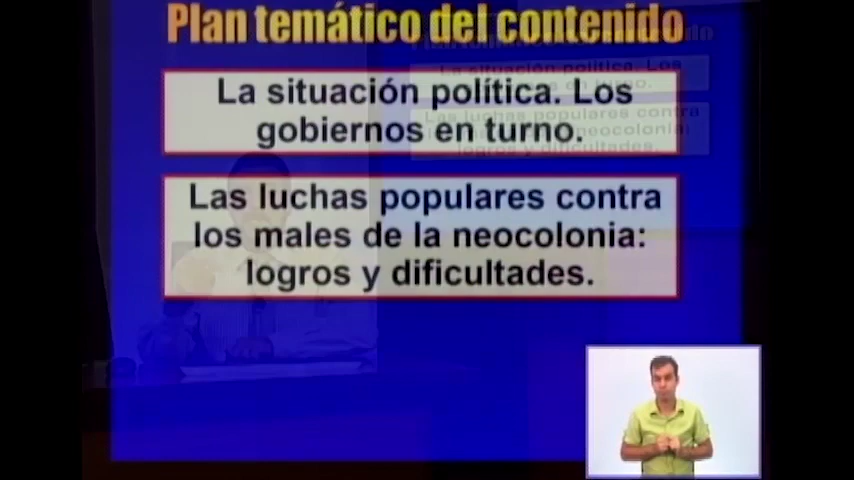 Plan temático del contenido
La situación política. Los
gobiernos en turno.
Las luchas populares contra
los males de la neocolonia:
logros y dificultades.